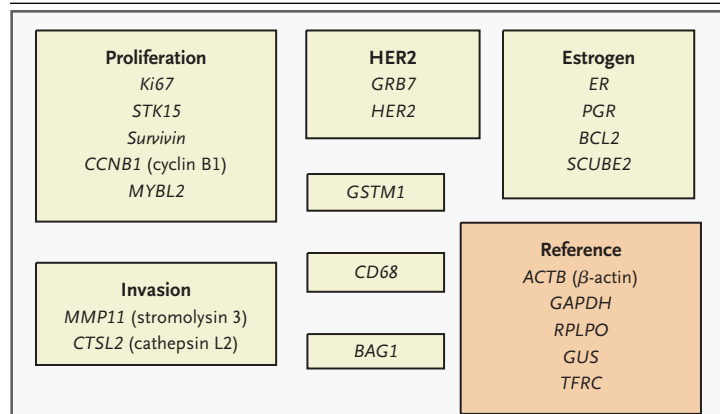 Proliferation
Ki67
STK15
Survivin
CCNB1 (cyclin B1)
MYBL2
HER2
GRB7
HER2
Estrogen
ER
PGR
BCL2
SCUBE2
GSTM1
Invasion
MMP11 (stromolysin 3)
CTSL2 (cathepsin L2)
CD68
BAG1
Reference
ACTB (β-actin)
GAPDH
RPLPO
GUS
TFRC